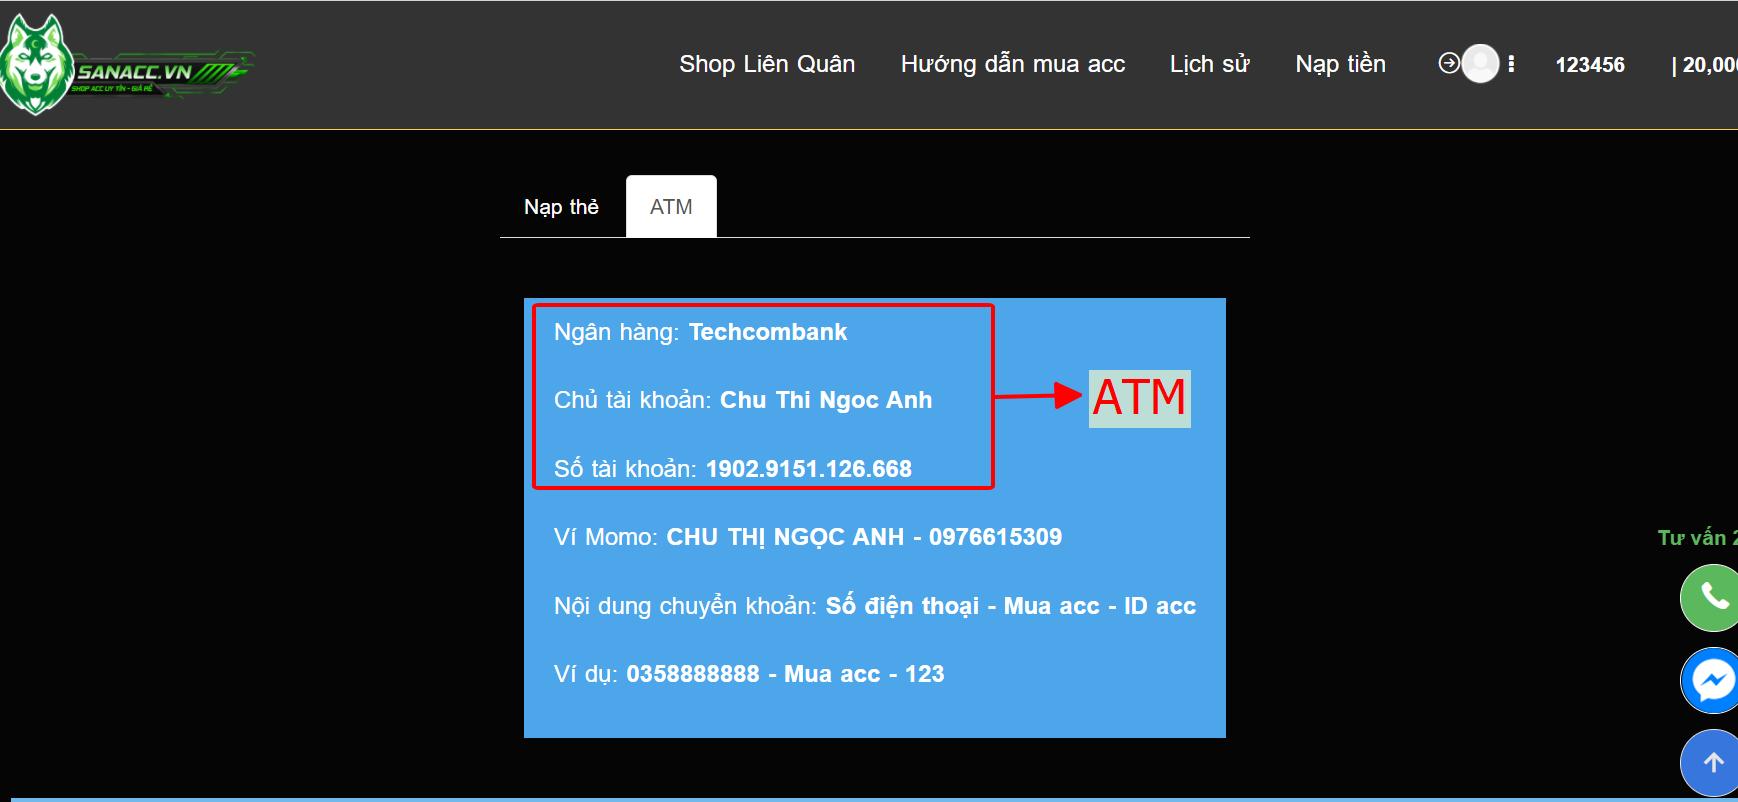 SANACC.VN
SHOP ACC UY TÍN - GIÁ RẺ
Shop Liên Quân Hướng dẫn mua acc Lịch sử Nạp tiền 123456 | 20,00
Nạp thẻ ATM
Ngân hàng: Techcombank
Chủ tài khoản: Chu Thi Ngoc Anh
ATM
Số tài khoản: 1902.9151.126.668
Ví Momo: CHU THỊ NGỌC ANH - 0976615309
Tư vấn 2
Nội dung chuyển khoản: Số điện thoại - Mua acc - ID acc
Ví dụ: 0358888888 - Mua acc - 123